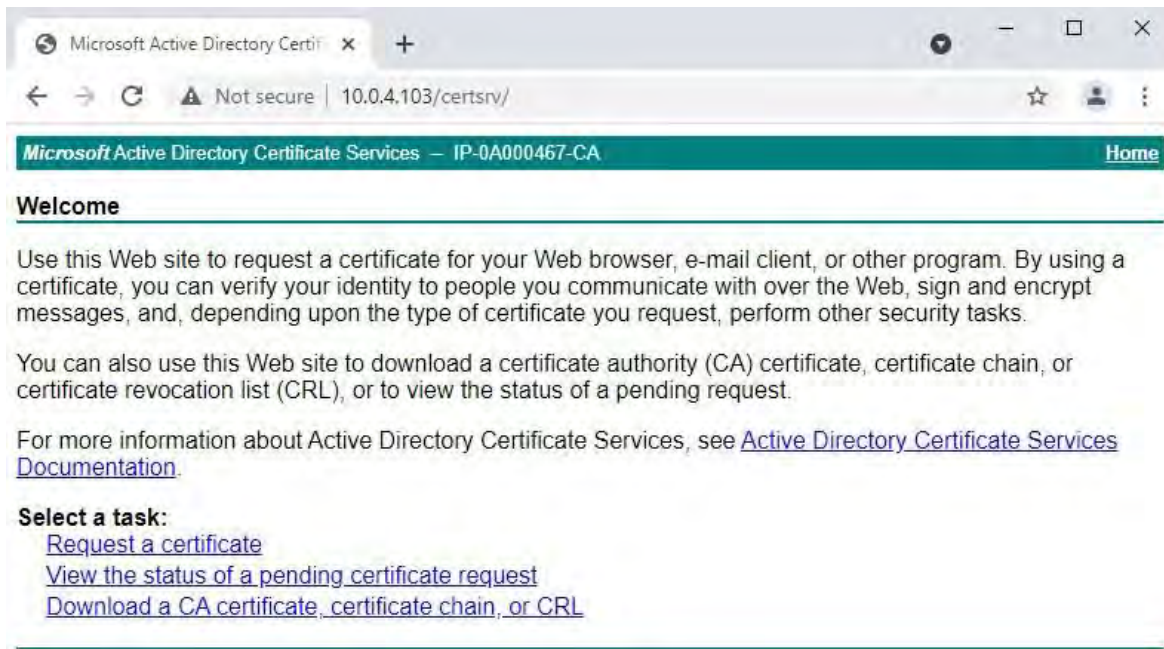 Microsoft Active Directory Certif
Not secure | 10.0.4.103/certsrv/
Microsoft Active Directory Certificate Services – IP-0A000467-CA Home
Welcome
Use this Web site to request a certificate for your Web browser, e-mail client, or other program. By using a
certificate, you can verify your identity to people you communicate with over the Web, sign and encrypt
messages, and, depending upon the type of certificate you request, perform other security tasks.
You can also use this Web site to download a certificate authority (CA) certificate, certificate chain, or
certificate revocation list (CRL), or to view the status of a pending request.
For more information about Active Directory Certificate Services, see Active Directory Certificate Services
Documentation.
Select a task:
Request a certificate
View the status of a pending certificate request
Download a CA certificate, certificate chain, or CRL